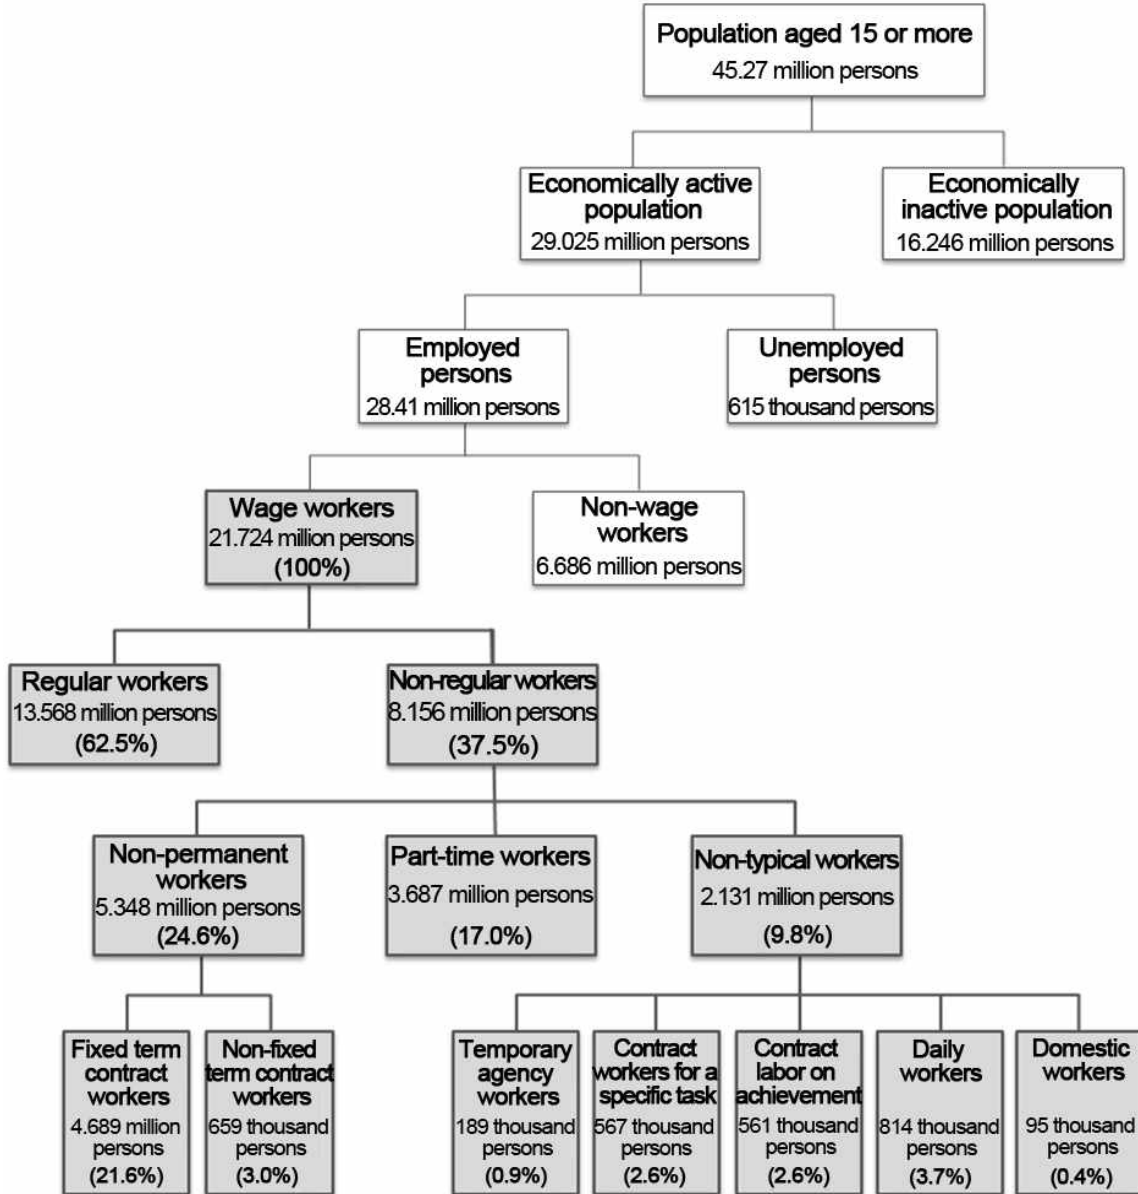 Population aged 15 or more
45.27 million persons
Economically active
population
29.025 million persons
Economically
inactive population
16.246 million persons
Employed
persons
28.41 million persons
Unemployed
persons
615 thousand persons
Wage workers
21.724 million persons
(100%)
Non-wage
workers
6.686 million persons
Regular workers
13.568 million persons
(62.5%)
Non-regular workers
8.156 million persons
(37.5%)
Non-permanent
workers
5.348 million persons
(24.6%)
Part-time workers
3.687 million persons
(17.0%)
Non-typical workers
2.131 million persons
(9.8%)
Fixed term
contract
workers
4.689 million
persons
(21.6%)
Non-fixed
term contract
workers
659 thousand
persons
(3.0%)
Temporary
agency
workers
189 thousand
persons
(0.9%)
Contract
workers for a
specific task
567 thousand
persons
(2.6%)
Contract
labor on
achievement
561 thousand
persons
(2.6%)
Daily
workers
814 thousand
persons
(3.7%)
Domestic
workers
95 thousand
persons
(0.4%)